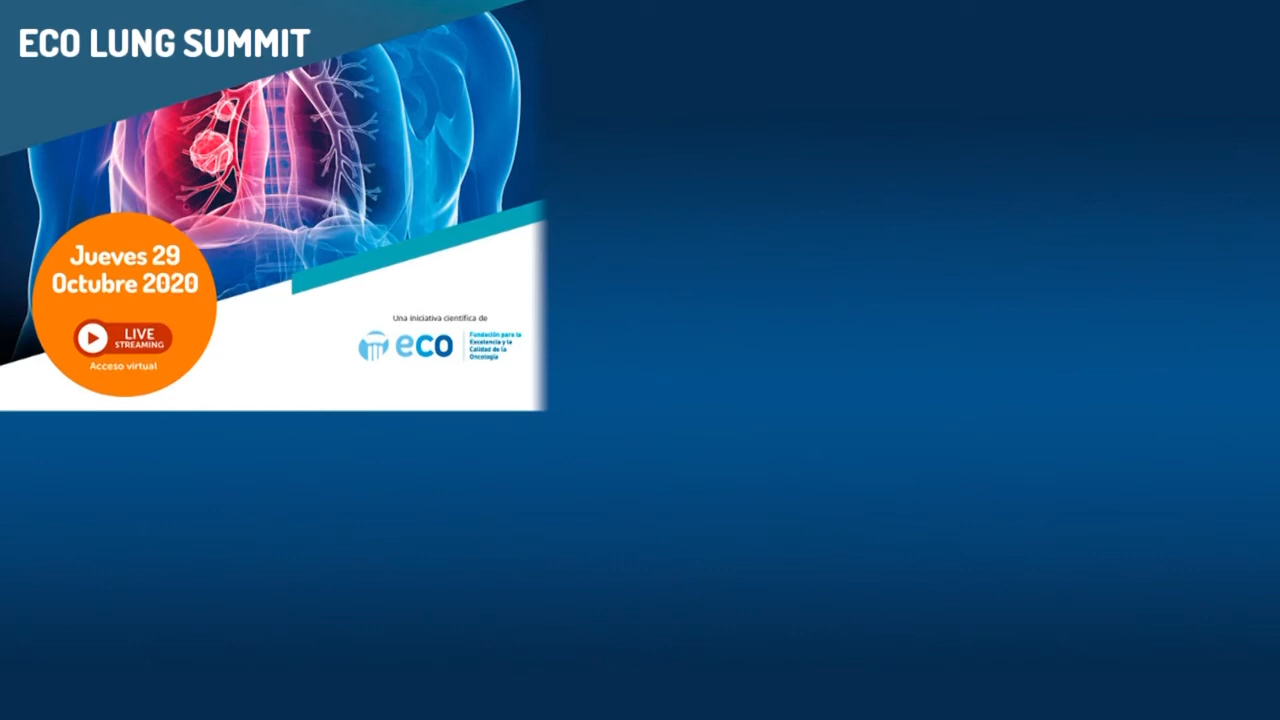 ECO LUNG SUMMIT
Jueves 29
Octubre 2020
LIVE
STREAMING
Acceso virtual
Una iniciativa científica de
eco
Fundación para la
Excelencia y la
Calidad de la
Oncología